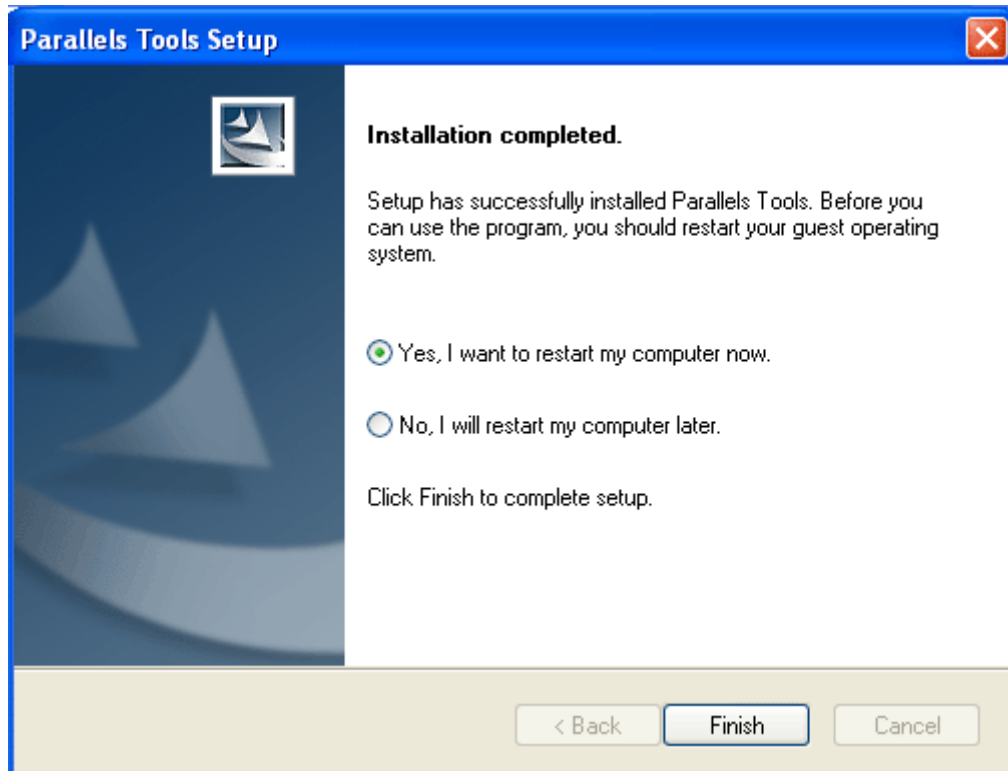 Parallels Tools Setup
Installation completed.
Setup has successfully installed Parallels Tools. Before you
can use the program, you should restart your guest operating
system.
Yes, I want to restart my computer now.
No, I will restart my computer later.
Click Finish to complete setup.
< Back Finish Cancel